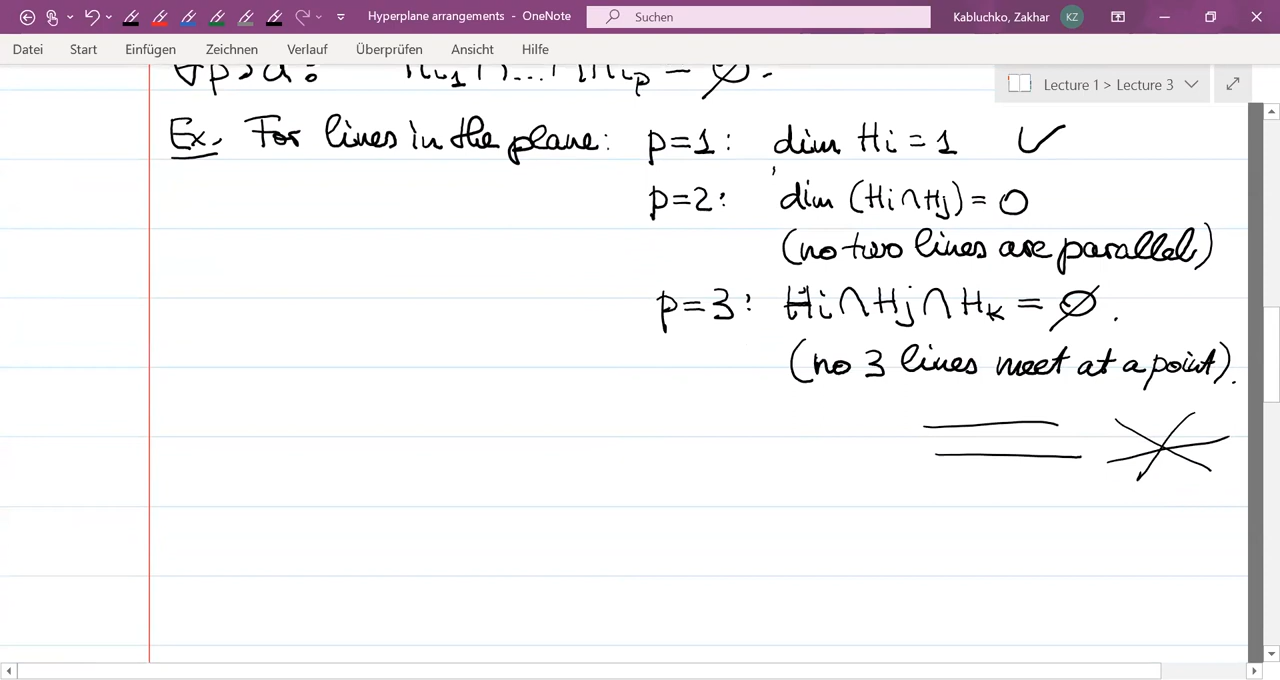 Hyperplane arrangements - OneNote
Suchen
Kabluchko, Zakhar
KZ
Datei Start Einfügen Zeichnen Verlauf Überprüfen Ansicht Hilfe
Lecture 1 > Lecture 3
= ∅.
Ex. For lines in the plane: p=1: dim Hi = 1 ✓
p=2: dim (Hi∩Hj) = 0
(no two lines are parallel)
p=3: Hi∩Hj∩Hk = ∅.
(no 3 lines meet at a point).